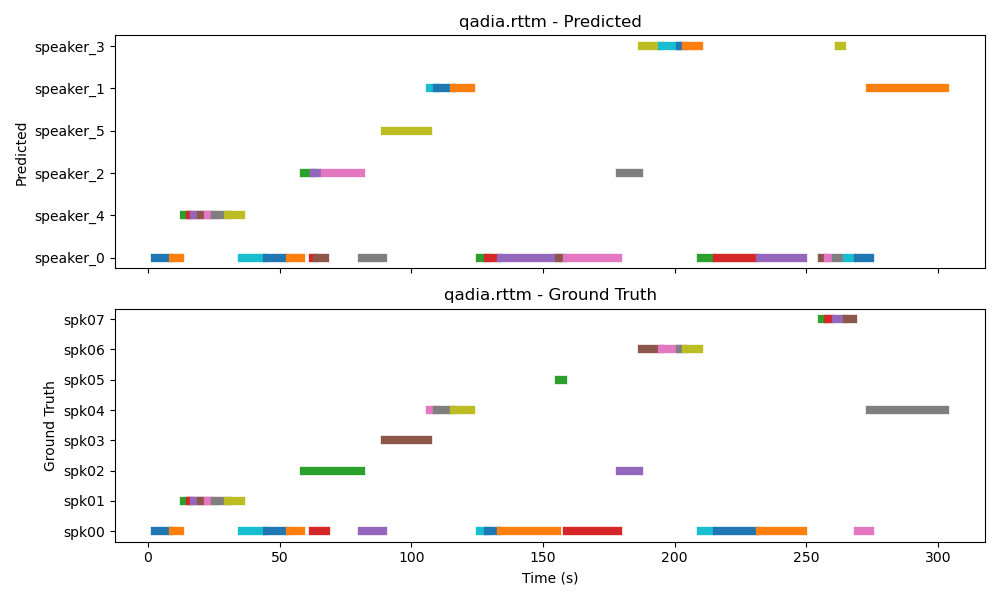 qadia.rttm - Predicted
Predicted
speaker_3
speaker_1
speaker_5
speaker_2
speaker_4
speaker_0
qadia.rttm - Ground Truth
Ground Truth
spk07
spk06
spk05
spk04
spk03
spk02
spk01
spk00
0 50 100 150 200 250 300
Time (s)